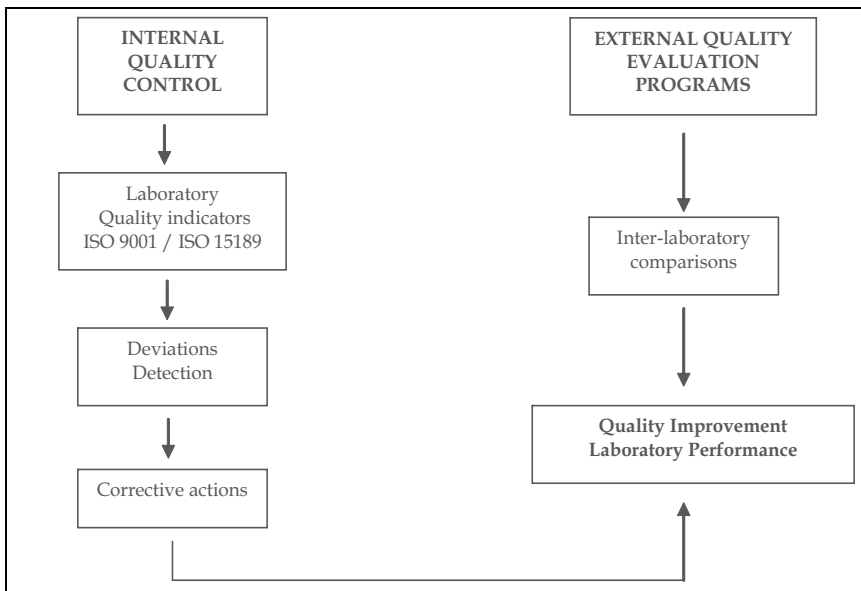 INTERNAL
QUALITY
CONTROL
Laboratory
Quality indicators
ISO 9001 / ISO 15189
Deviations
Detection
Corrective actions
EXTERNAL QUALITY
EVALUATION
PROGRAMS
Inter-laboratory
comparisons
Quality Improvement
Laboratory Performance